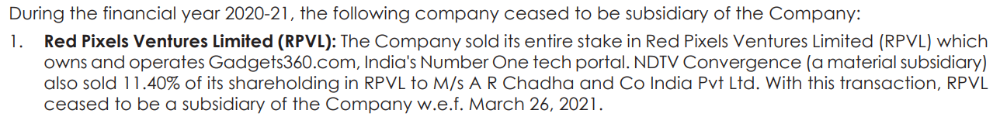 During the financial year 2020-21, the following company ceased to be subsidiary of the Company:
1. Red Pixels Ventures Limited (RPVL): The Company sold its entire stake in Red Pixels Ventures Limited (RPVL) which
owns and operates Gadgets360.com, India's Number One tech portal. NDTV Convergence (a material subsidiary)
also sold 11.40% of its shareholding in RPVL to M/s A R Chadha and Co India Pvt Ltd. With this transaction, RPVL
ceased to be a subsidiary of the Company w.e.f. March 26, 2021.